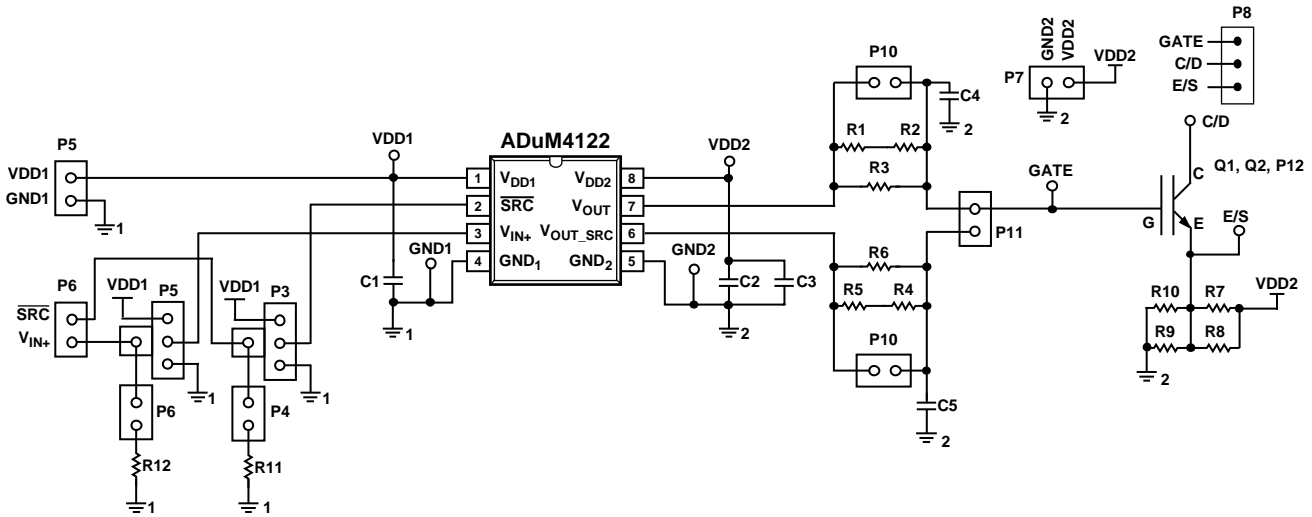 P8
GND2
VDD2
VDD2
GATE
C/D
E/S
P10
P7
2
C4
2
C/D
P5
VDD1
GND1
1
VDD1
ADuM4122
VDD2
R1 R2
R3
1 VDD1
2 SRC
3 VIN+
4 GND1
VDD2 8
VOUT 7
VOUT_SRC 6
GND2 5
GATE
C
G
E
Q1, Q2, P12
E/S
P11
GND1
GND2
C1
1
C2
C3
2
R6
R5 R4
P10
C5
2
VDD2
R10 R7
R9 R8
2
P6
SRC
VIN+
VDD1
P5
VDD1
P3
1
1
P6
P4
R12
R11
1
1